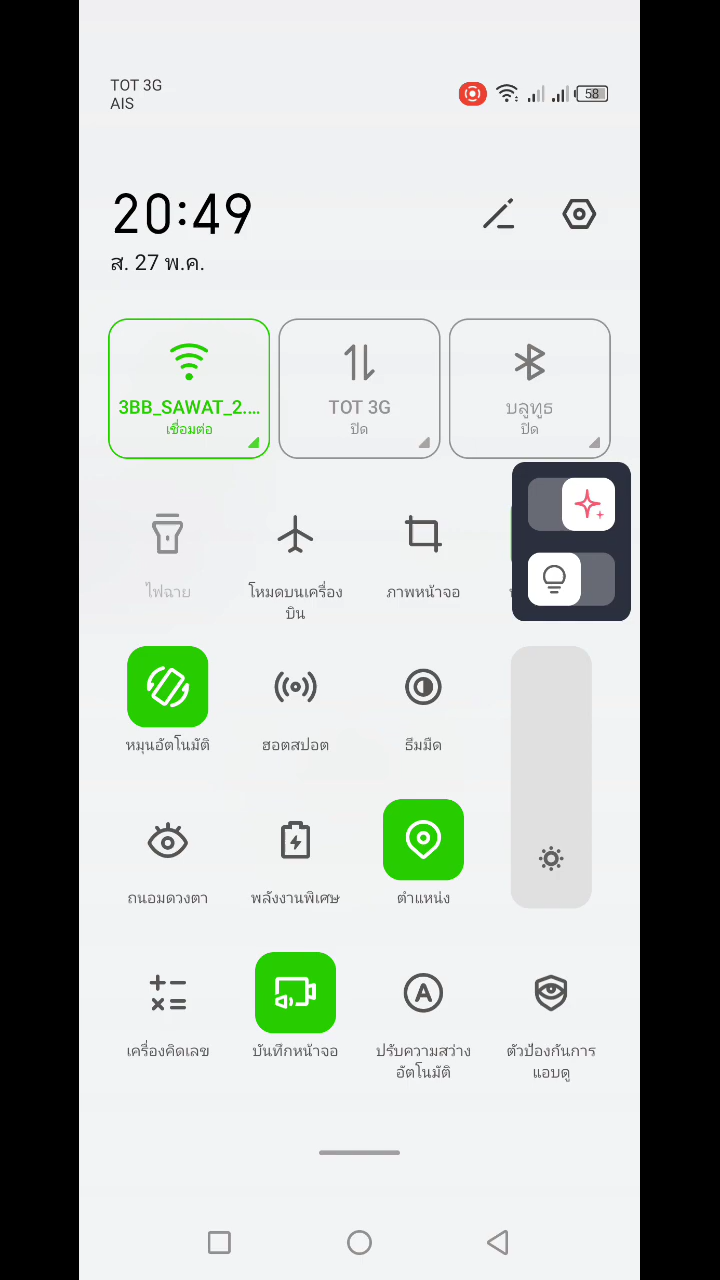 TOT 3G
AIS
58
20:49
ส. 27 พ.ค.
3BB_SAWAT_2....
เชื่อมต่อ
TOT 3G
ปิด
บลูทูธ
ปิด
ไฟฉาย
โหมดบนเครื่อง
บิน
ภาพหน้าจอ
หมุนอัตโนมัติ
ฮอตสปอต
ธีมมืด
ถนอมดวงตา
พลังงานพิเศษ
ตำแหน่ง
เครื่องคิดเลข
บันทึกหน้าจอ
ปรับความสว่าง
อัตโนมัติ
ตัวป้องกันการ
แอบดู